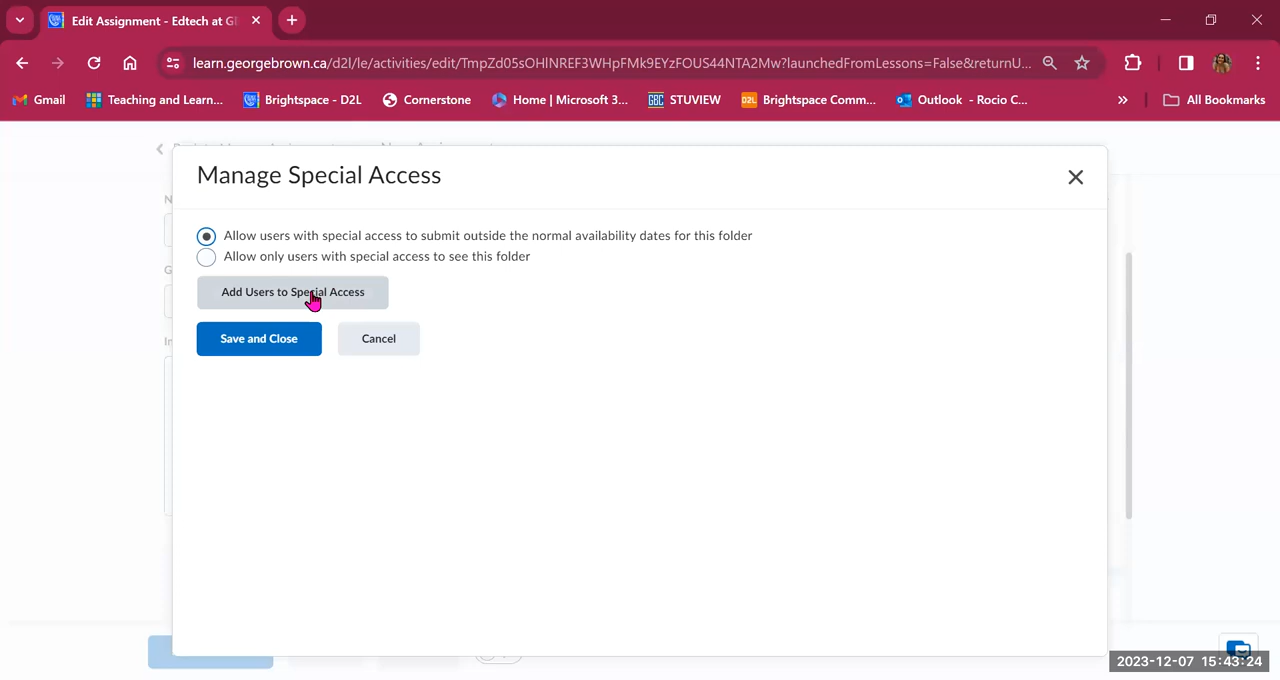 Edit Assignment - Edtech at G
learn.georgebrown.ca/d2l/le/activities/edit/TmpZd05sOHlNREF3WHpFMk9EYzFOUS44NTA2Mw?launchedFromLessons=False&returnU...
Gmail
Teaching and Learn...
Brightspace - D2L
Cornerstone
Home | Microsoft 3...
GBC STUVIEW
D2L Brightspace Comm...
Outlook - Rocio C...
»
All Bookmarks
Manage Special Access
Allow users with special access to submit outside the normal availability dates for this folder
Allow only users with special access to see this folder
Add Users to Special Access
Save and Close
Cancel
2023-12-07 15:43:24